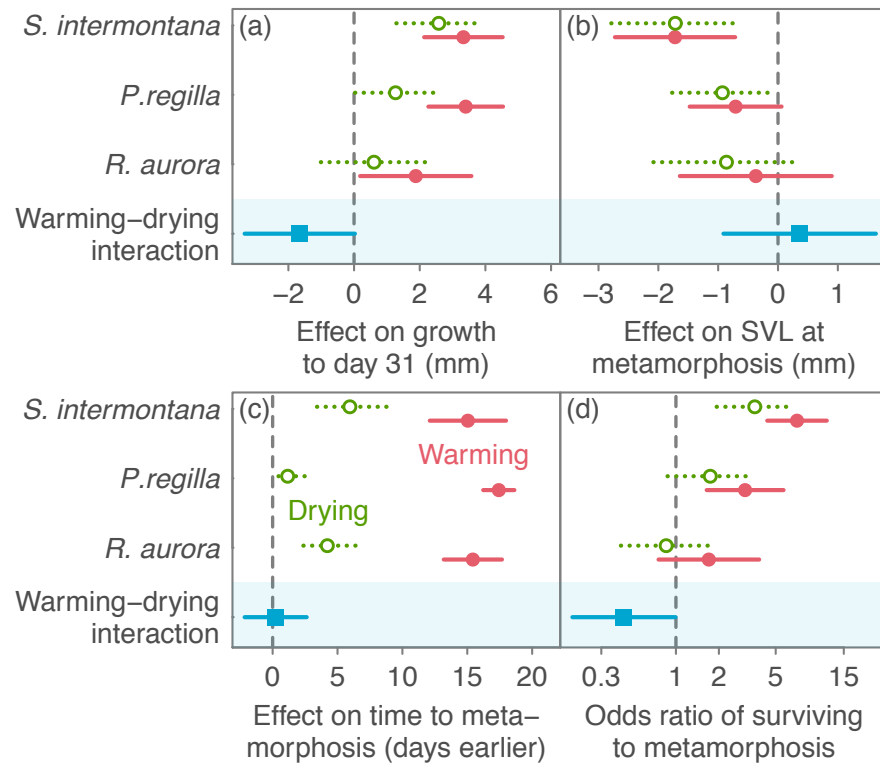 (a)
(b)
S. intermontana
P.regilla
R. aurora
Warming–drying
interaction
−2 0 2 4 6
−3 −2 −1 0 1
Effect on growth
to day 31 (mm)
Effect on SVL at
metamorphosis (mm)
(c)
(d)
S. intermontana
P.regilla
R. aurora
Warming–drying
interaction
Warming
Drying
0 5 10 15 20
0.3 1 2 5 15
Effect on time to meta−
morphosis (days earlier)
Odds ratio of surviving
to metamorphosis